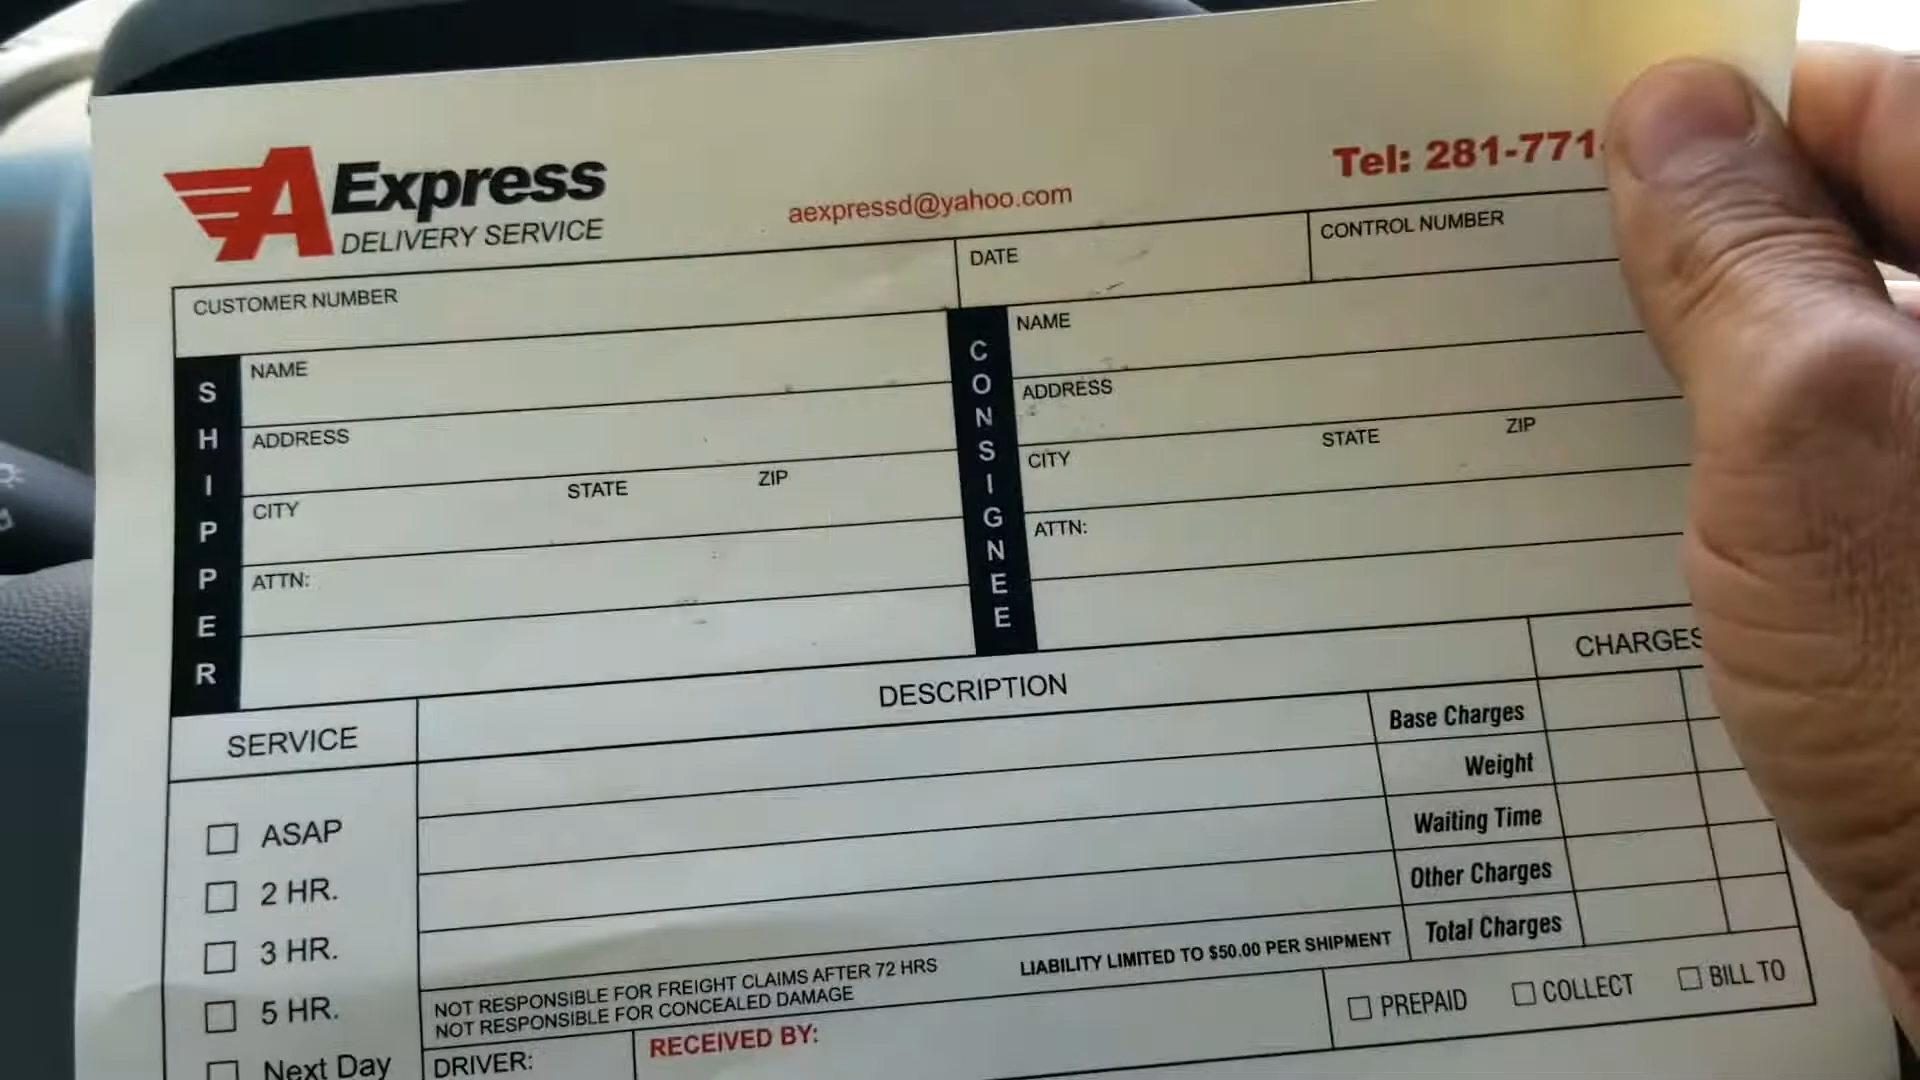 A Express
DELIVERY SERVICE
aexpressd@yahoo.com
Tel: 281-771-
CUSTOMER NUMBER
DATE
CONTROL NUMBER
SHIPPER
NAME
ADDRESS
CITY STATE ZIP
ATTN:
CONSIGNEE
NAME
ADDRESS
CITY STATE ZIP
ATTN:
SERVICE
DESCRIPTION
CHARGES
ASAP
2 HR.
3 HR.
5 HR.
Next Day
Base Charges
Weight
Waiting Time
Other Charges
Total Charges
NOT RESPONSIBLE FOR FREIGHT CLAIMS AFTER 72 HRS
NOT RESPONSIBLE FOR CONCEALED DAMAGE
LIABILITY LIMITED TO $50.00 PER SHIPMENT
PREPAID COLLECT BILL TO
DRIVER:
RECEIVED BY: